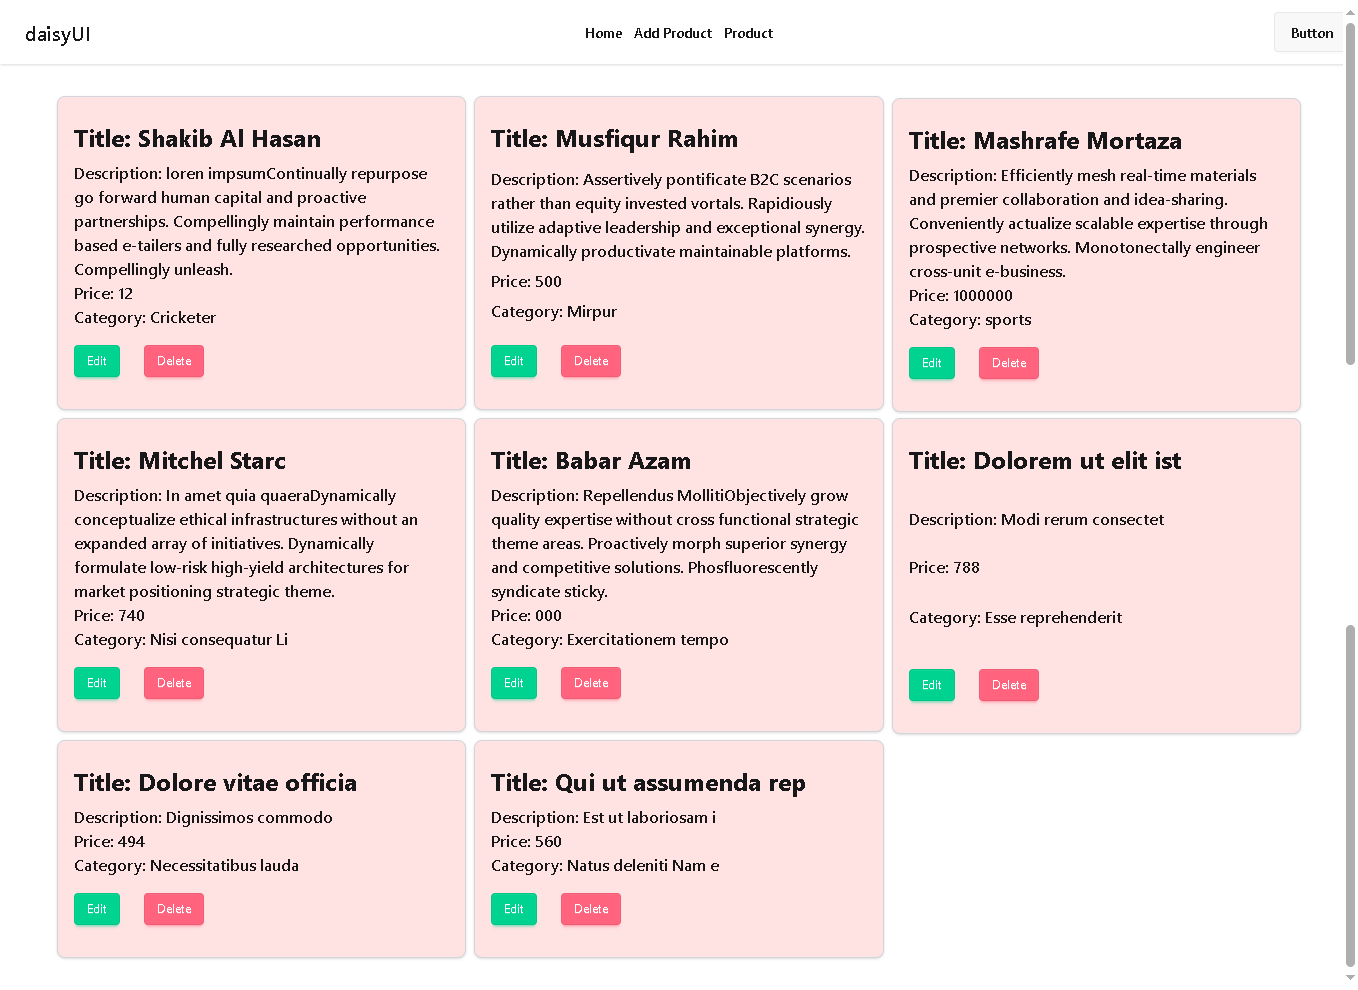 daisyUI
Home Add Product Product
Button
Title: Shakib Al Hasan
Description: loren impsumContinually repurpose
go forward human capital and proactive
partnerships. Compellingly maintain performance
based e-tailers and fully researched opportunities.
Compellingly unleash.
Price: 12
Category: Cricketer
Edit Delete
Title: Musfiqur Rahim
Description: Assertively pontificate B2C scenarios
rather than equity invested vortals. Rapidiously
utilize adaptive leadership and exceptional synergy.
Dynamically productivate maintainable platforms.
Price: 500
Category: Mirpur
Edit Delete
Title: Mashrafe Mortaza
Description: Efficiently mesh real-time materials
and premier collaboration and idea-sharing.
Conveniently actualize scalable expertise through
prospective networks. Monotonectally engineer
cross-unit e-business.
Price: 1000000
Category: sports
Edit Delete
Title: Mitchel Starc
Description: In amet quia quaeraDynamically
conceptualize ethical infrastructures without an
expanded array of initiatives. Dynamically
formulate low-risk high-yield architectures for
market positioning strategic theme.
Price: 740
Category: Nisi consequatur Li
Edit Delete
Title: Babar Azam
Description: Repellendus MollitiObjectively grow
quality expertise without cross functional strategic
theme areas. Proactively morph superior synergy
and competitive solutions. Phosfluorescently
syndicate sticky.
Price: 000
Category: Exercitationem tempo
Edit Delete
Title: Dolorem ut elit ist
Description: Modi rerum consectet
Price: 788
Category: Esse reprehenderit
Edit Delete
Title: Dolore vitae officia
Description: Dignissimos commodo
Price: 494
Category: Necessitatibus lauda
Edit Delete
Title: Qui ut assumenda rep
Description: Est ut laboriosam i
Price: 560
Category: Natus deleniti Nam e
Edit Delete